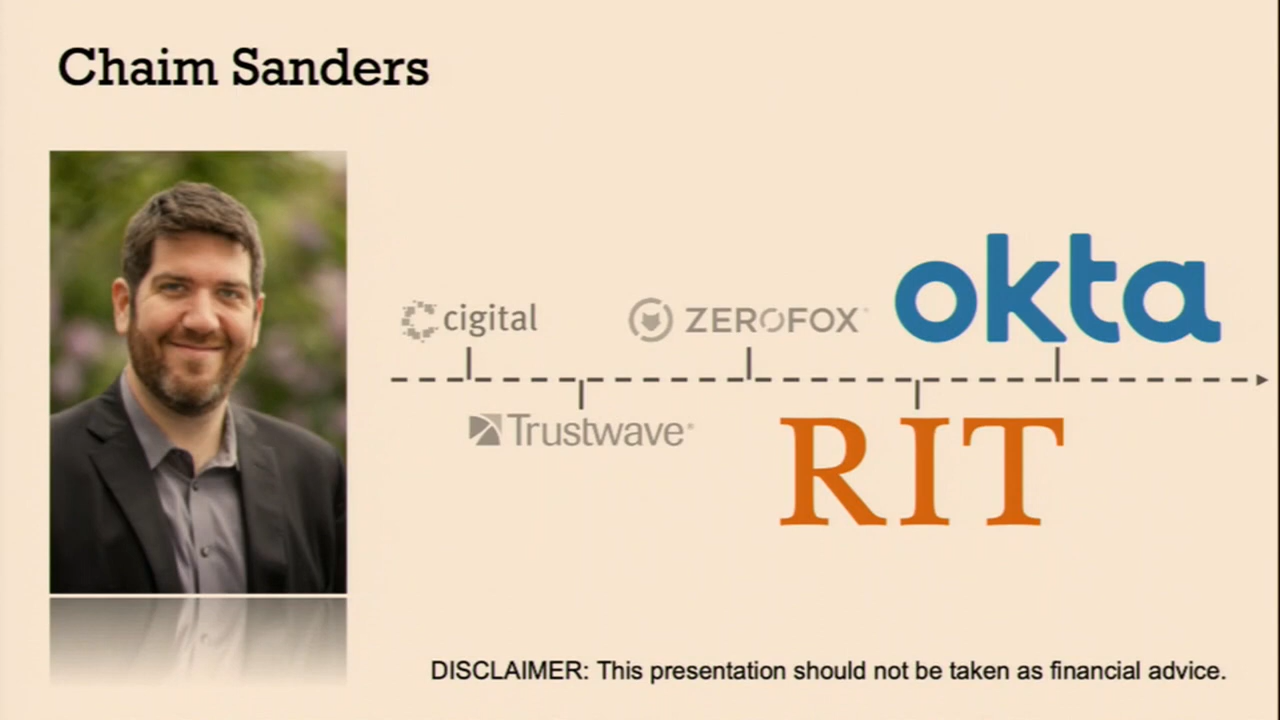 Chaim Sanders
cigital
ZEROFOX
okta
Trustwave®
RIT
DISCLAIMER: This presentation should not be taken as financial advice.